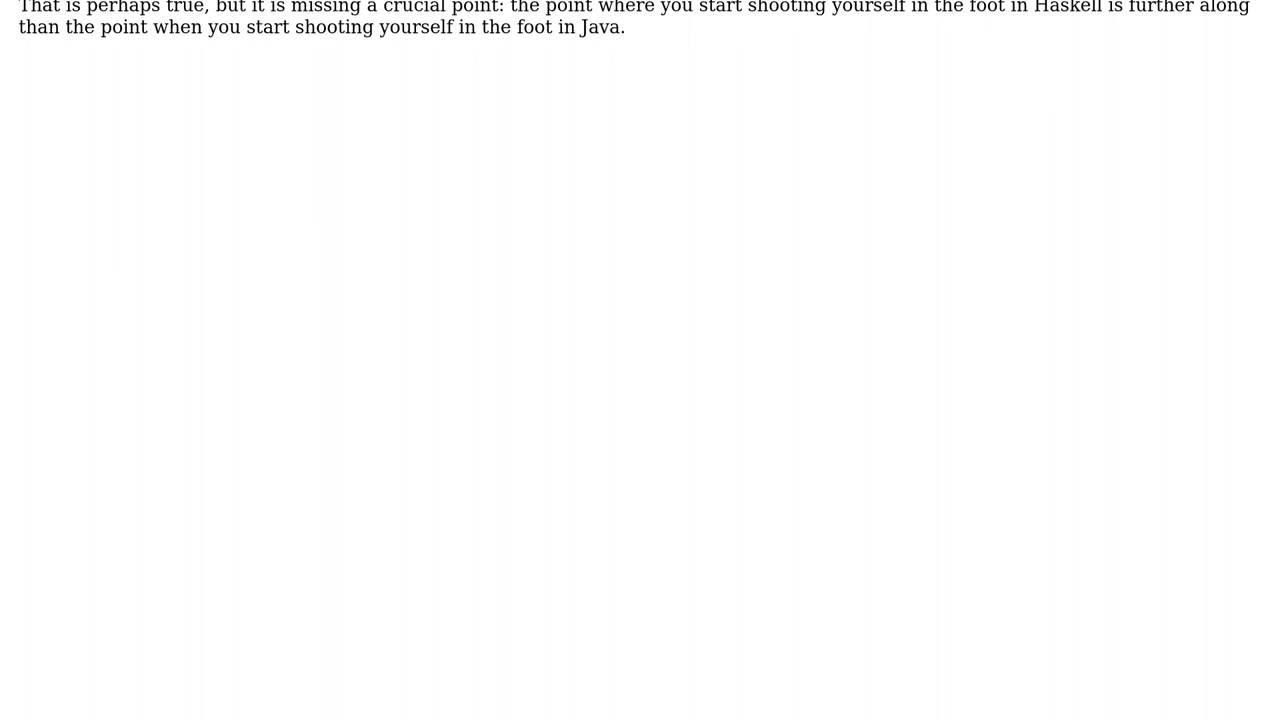 That is perhaps true, but it is missing a crucial point: the point where you start shooting yourself in the foot in Haskell is further along
than the point when you start shooting yourself in the foot in Java.